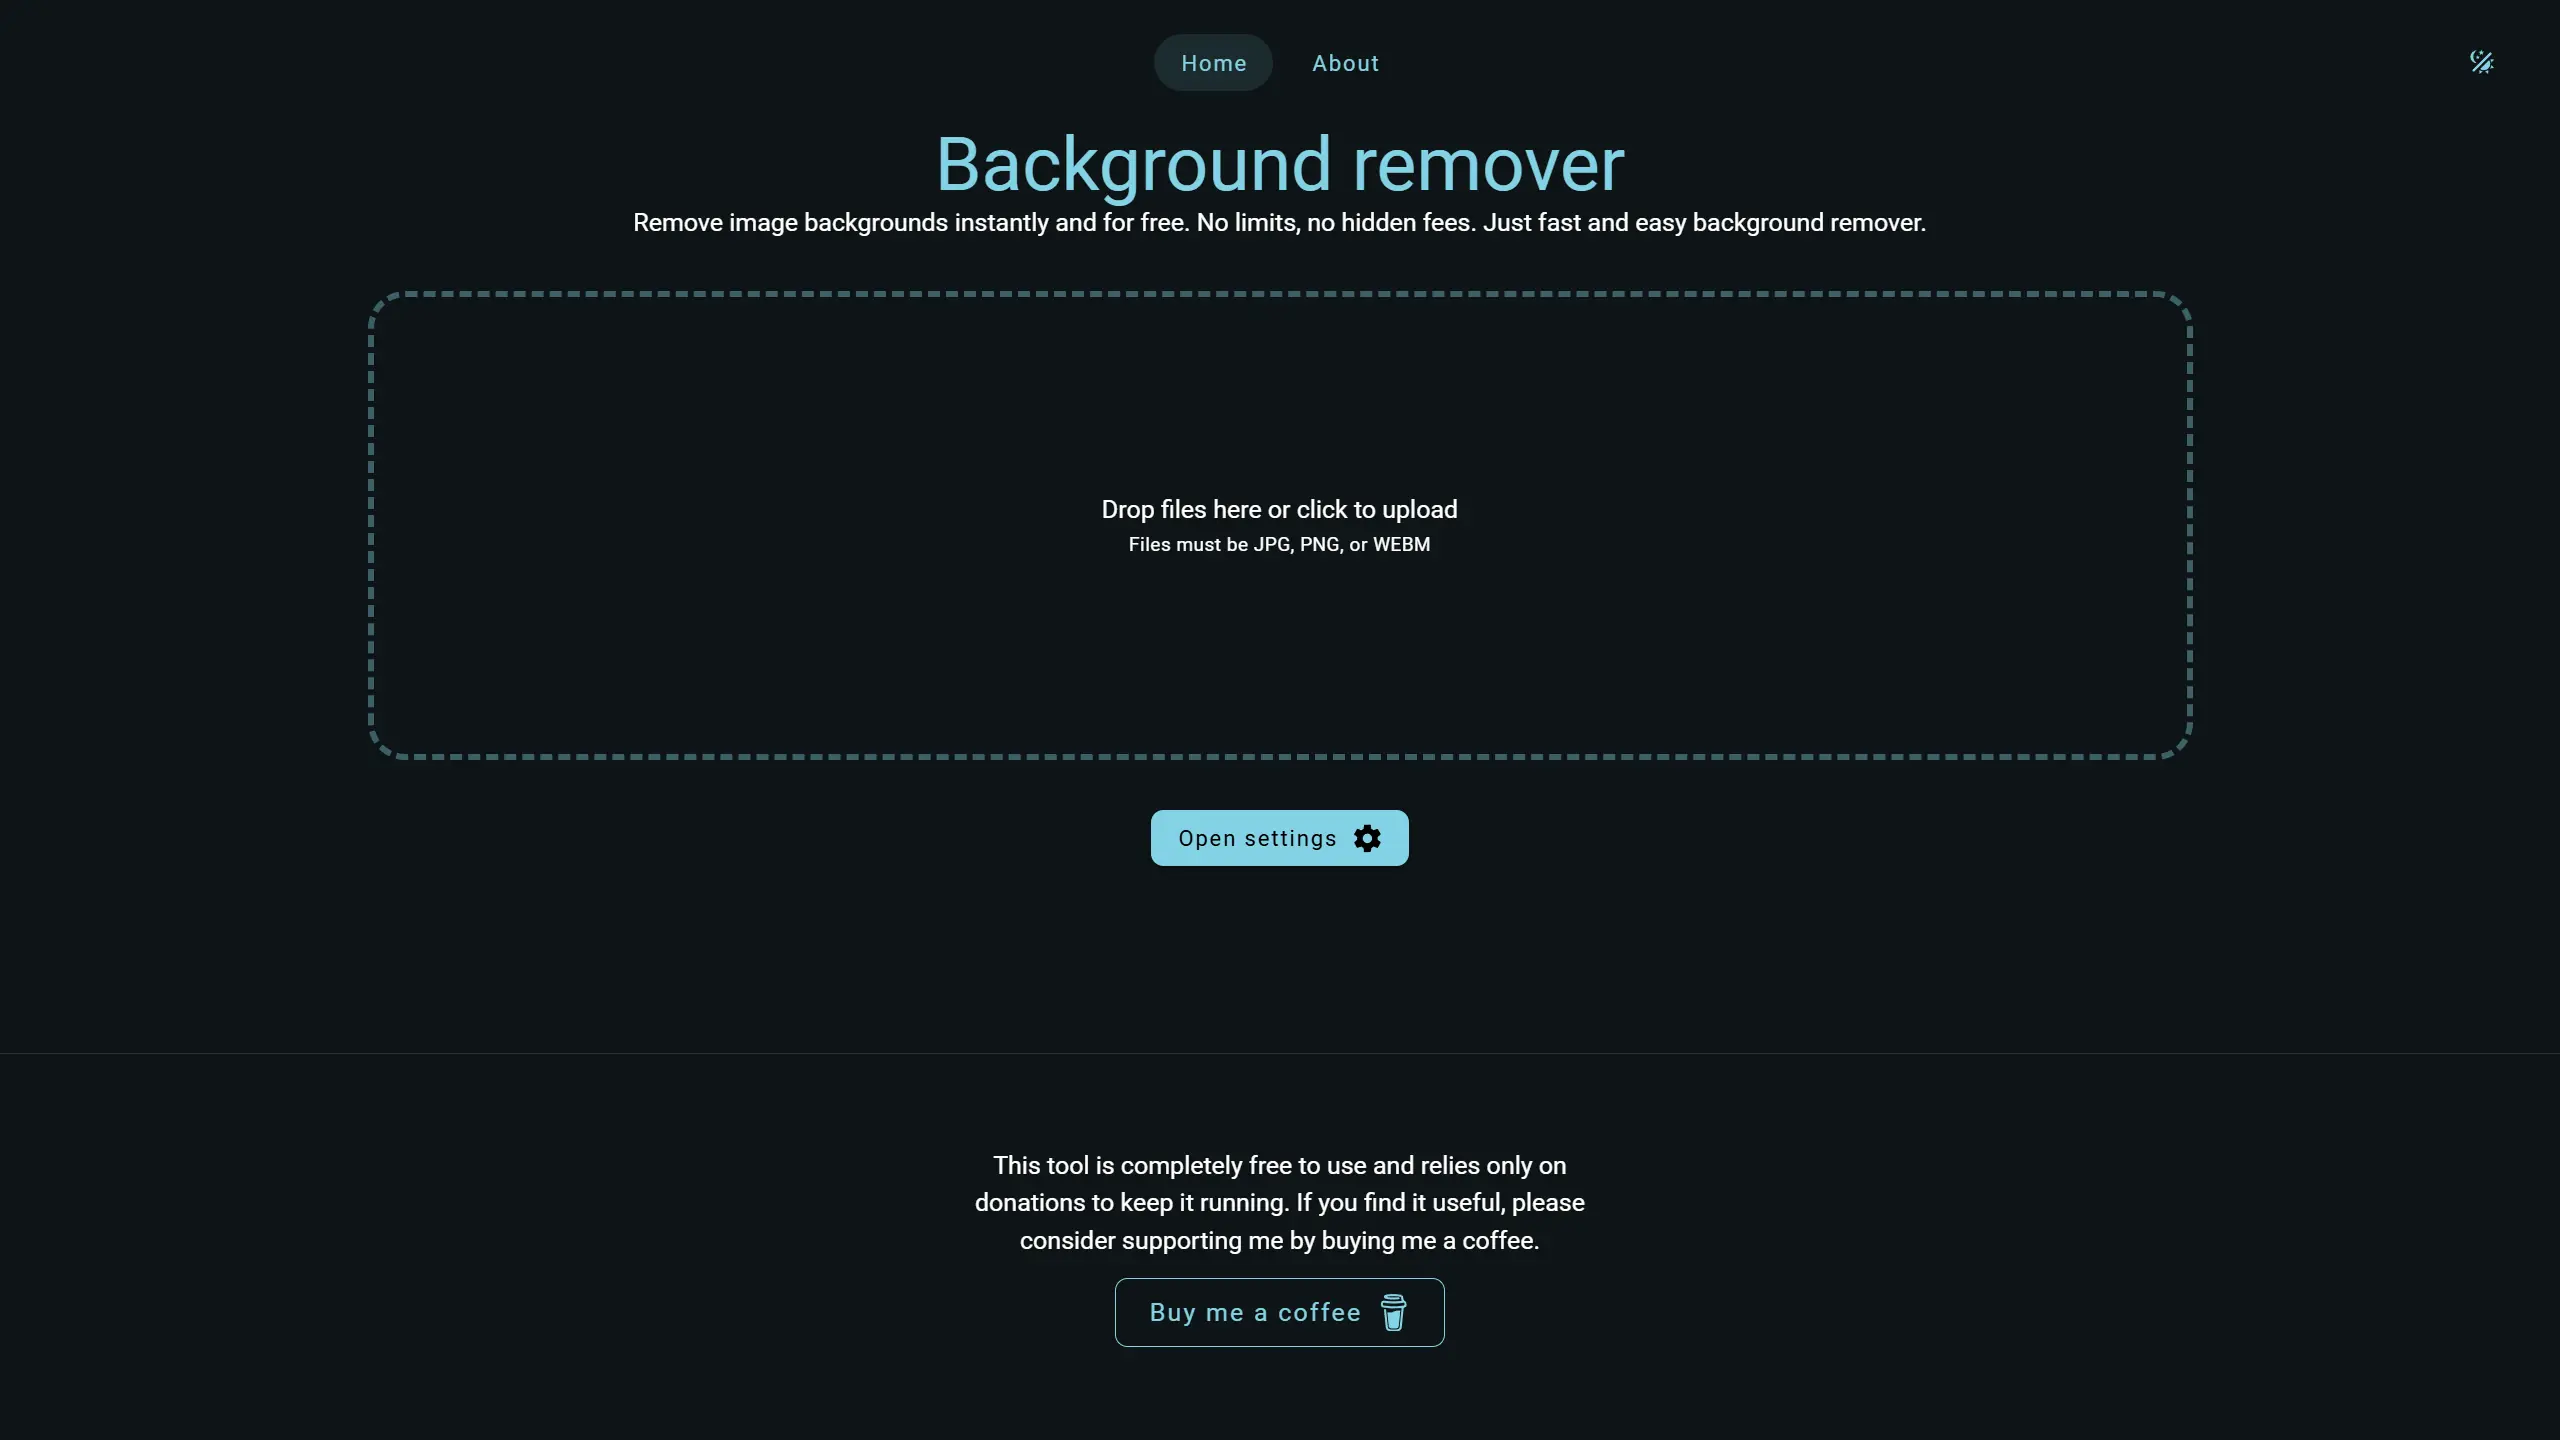 Home
About
Background remover
Remove image backgrounds instantly and for free. No limits, no hidden fees. Just fast and easy background remover.
Drop files here or click to upload
Files must be JPG, PNG, or WEBM
Open settings
This tool is completely free to use and relies only on
donations to keep it running. If you find it useful, please
consider supporting me by buying me a coffee.
Buy me a coffee